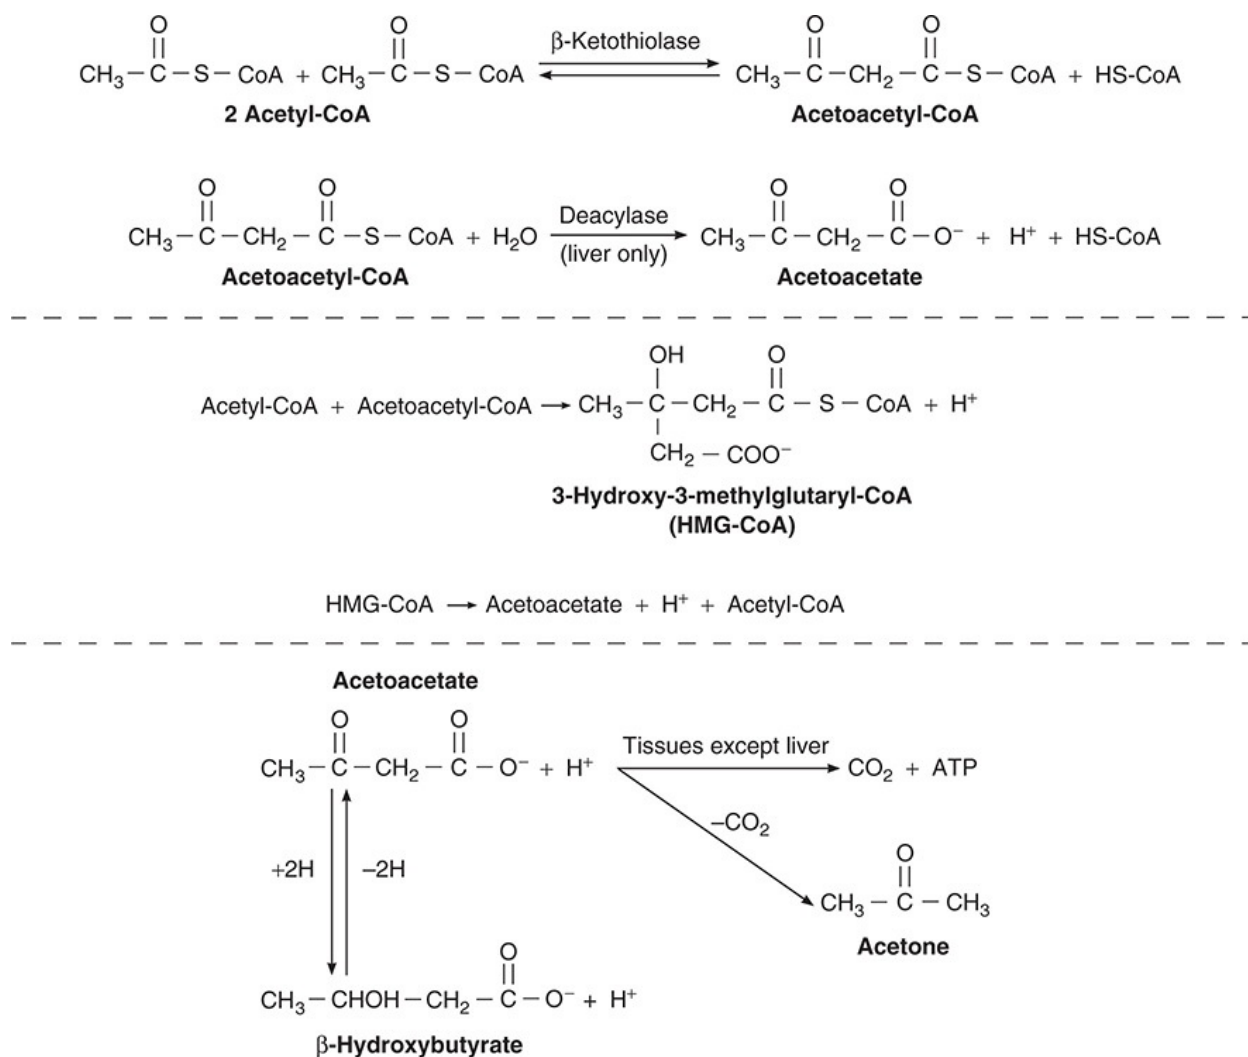 O O O O
β-Ketothiolase
CH₃ — C — S — CoA + CH₃ — C — S — CoA CH₃ — C — CH₂ — C — S — CoA + HS-CoA
2 Acetyl-CoA Acetoacetyl-CoA
O O O O
Deacylase
CH₃ — C — CH₂ — C — S — CoA + H₂O CH₃ — C — CH₂ — C — O⁻ + H⁺ + HS-CoA
(liver only)
Acetoacetyl-CoA Acetoacetate
OH O
Acetyl-CoA + Acetoacetyl-CoA → CH₃ — C — CH₂ — C — S — CoA + H⁺
CH₂ — COO⁻
3-Hydroxy-3-methylglutaryl-CoA
(HMG-CoA)
HMG-CoA → Acetoacetate + H⁺ + Acetyl-CoA
Acetoacetate
O O
Tissues except liver
CH₃ — C — CH₂ — C — O⁻ + H⁺ CO₂ + ATP
–CO₂
+2H –2H
O
CH₃ — C — CH₃
Acetone
O
CH₃ — CHOH — CH₂ — C — O⁻ + H⁺
β-Hydroxybutyrate